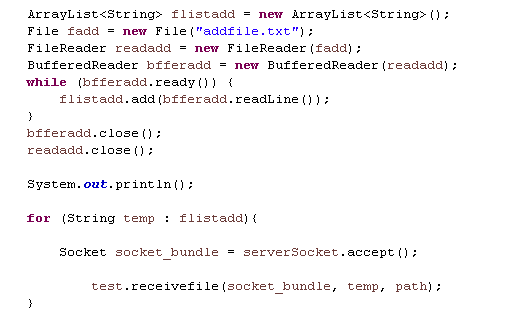 ArrayList<String> flistadd = new ArrayList<String>();
File fadd = new File("addfile.txt");
FileReader readadd = new FileReader(fadd);
BufferedReader bfferadd = new BufferedReader(readadd);
while (bfferadd.ready()) {
    flistadd.add(bfferadd.readLine());
}
bfferadd.close();
readadd.close();

System.out.println();

for (String temp : flistadd){

    Socket socket_bundle = serverSocket.accept();

        test.receivefile(socket_bundle, temp, path);
}